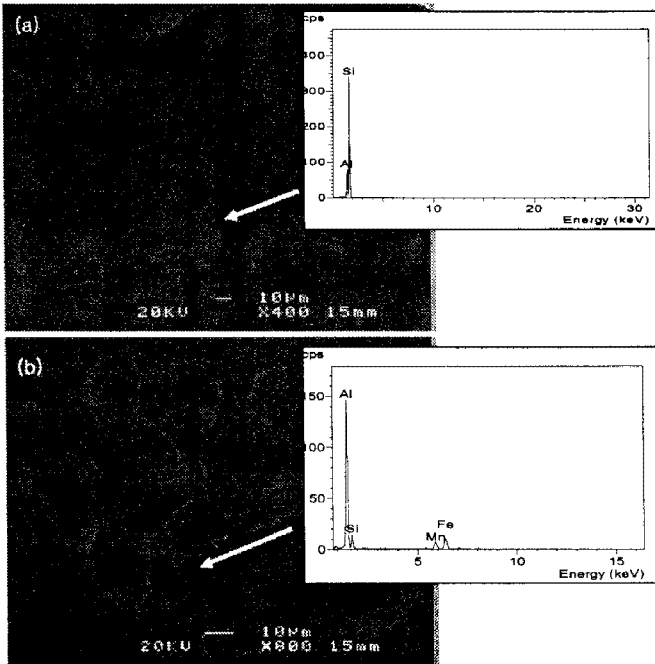 (a)
cps
Si
400
300
200
Al
100
0
10
20
30
Energy (keV)
20KV
10μm
X400 15mm
(b)
cps
150
Al
100
50
Fe
Si
Mn
0
5
10
15
Energy (keV)
20KV
10μm
X800 15mm